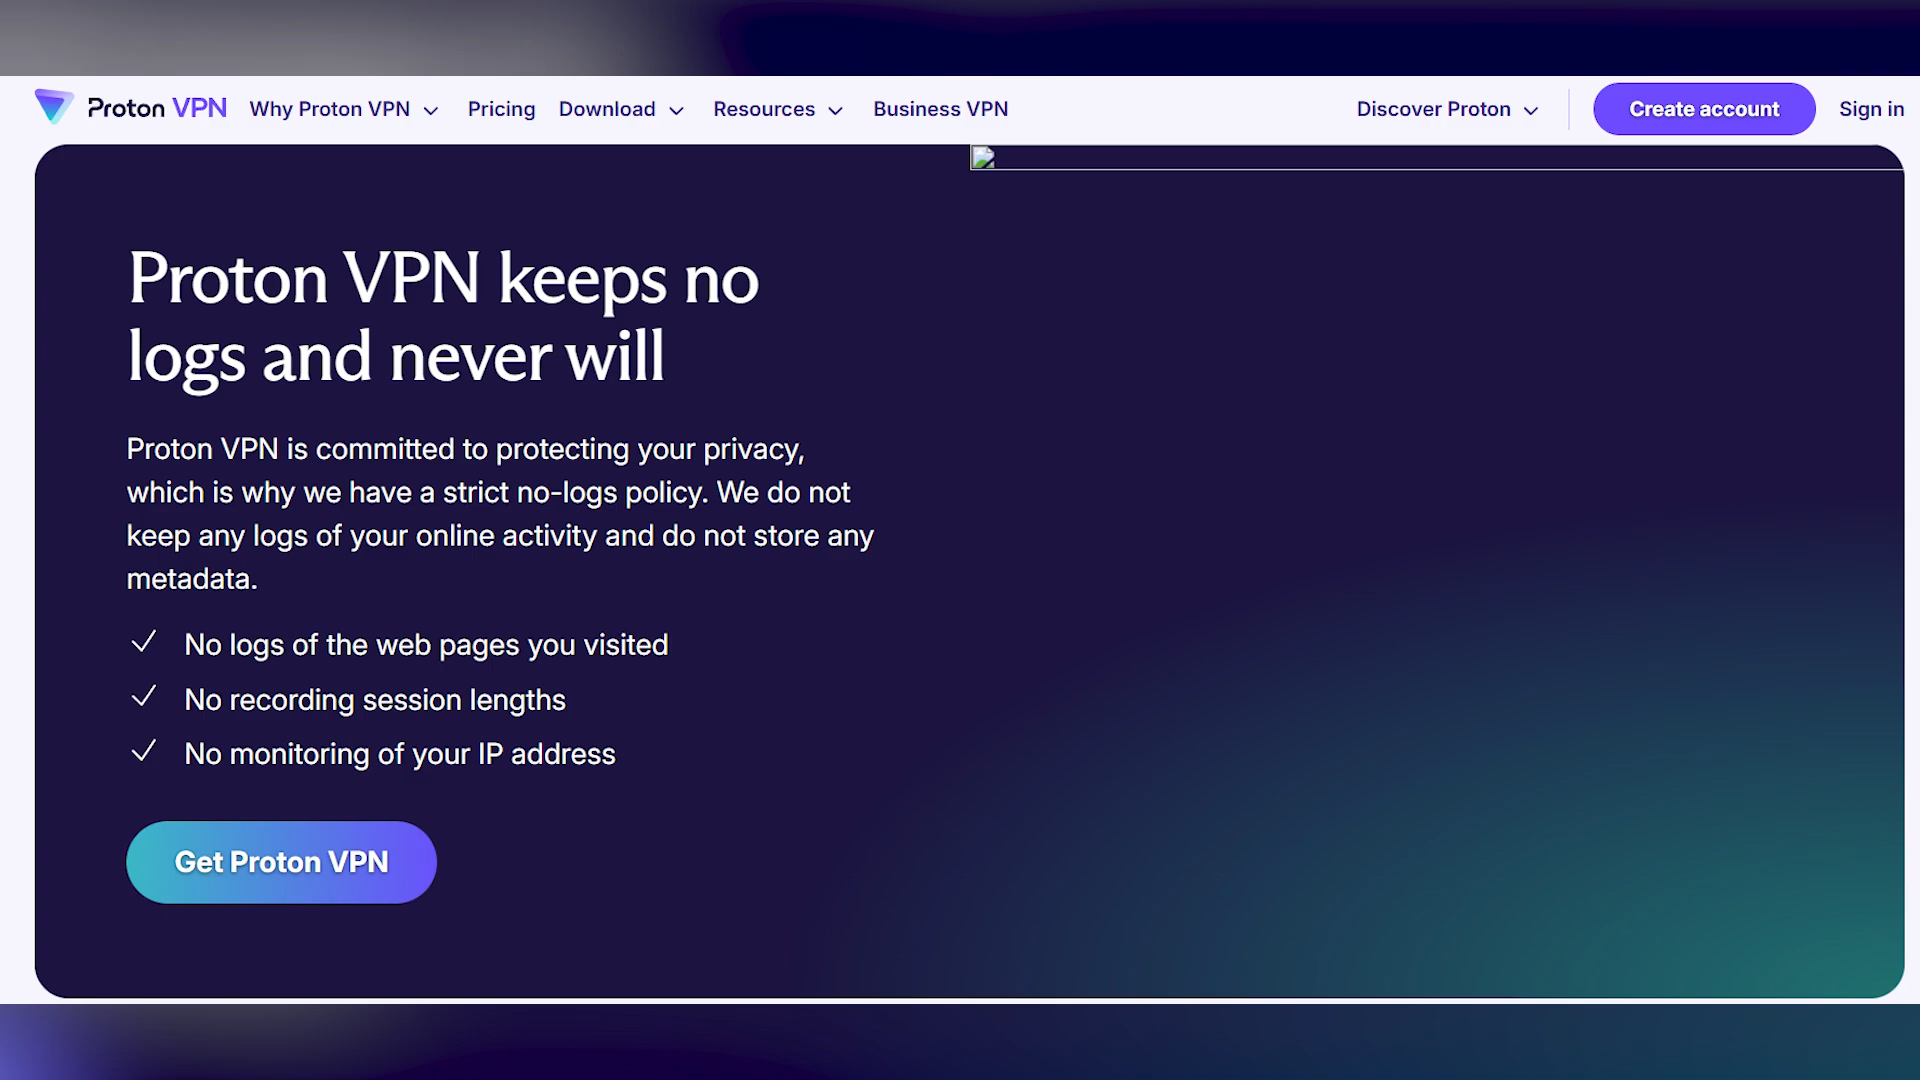 Proton VPN Why Proton VPN Pricing Download Resources Business VPN Discover Proton Create account Sign in
Proton VPN keeps no
logs and never will
Proton VPN is committed to protecting your privacy,
which is why we have a strict no-logs policy. We do not
keep any logs of your online activity and do not store any
metadata.
No logs of the web pages you visited
No recording session lengths
No monitoring of your IP address
Get Proton VPN